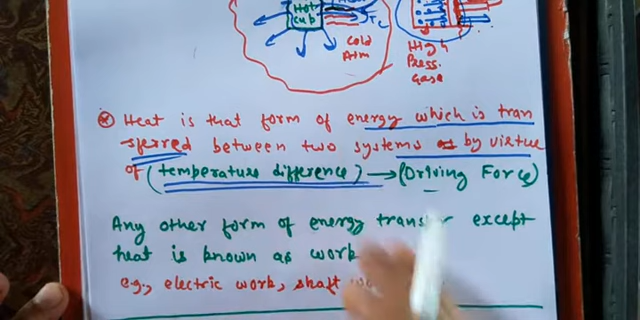 Hot
cub
Tc
Cold
Atm
High
Press.
Gase
Heat is that form of energy which is tran
sferred between two systems by virtue
of (temperature difference) → (Driving Force)
Any other form of energy transfer except
heat is known as work
e.g., electric work, shaft